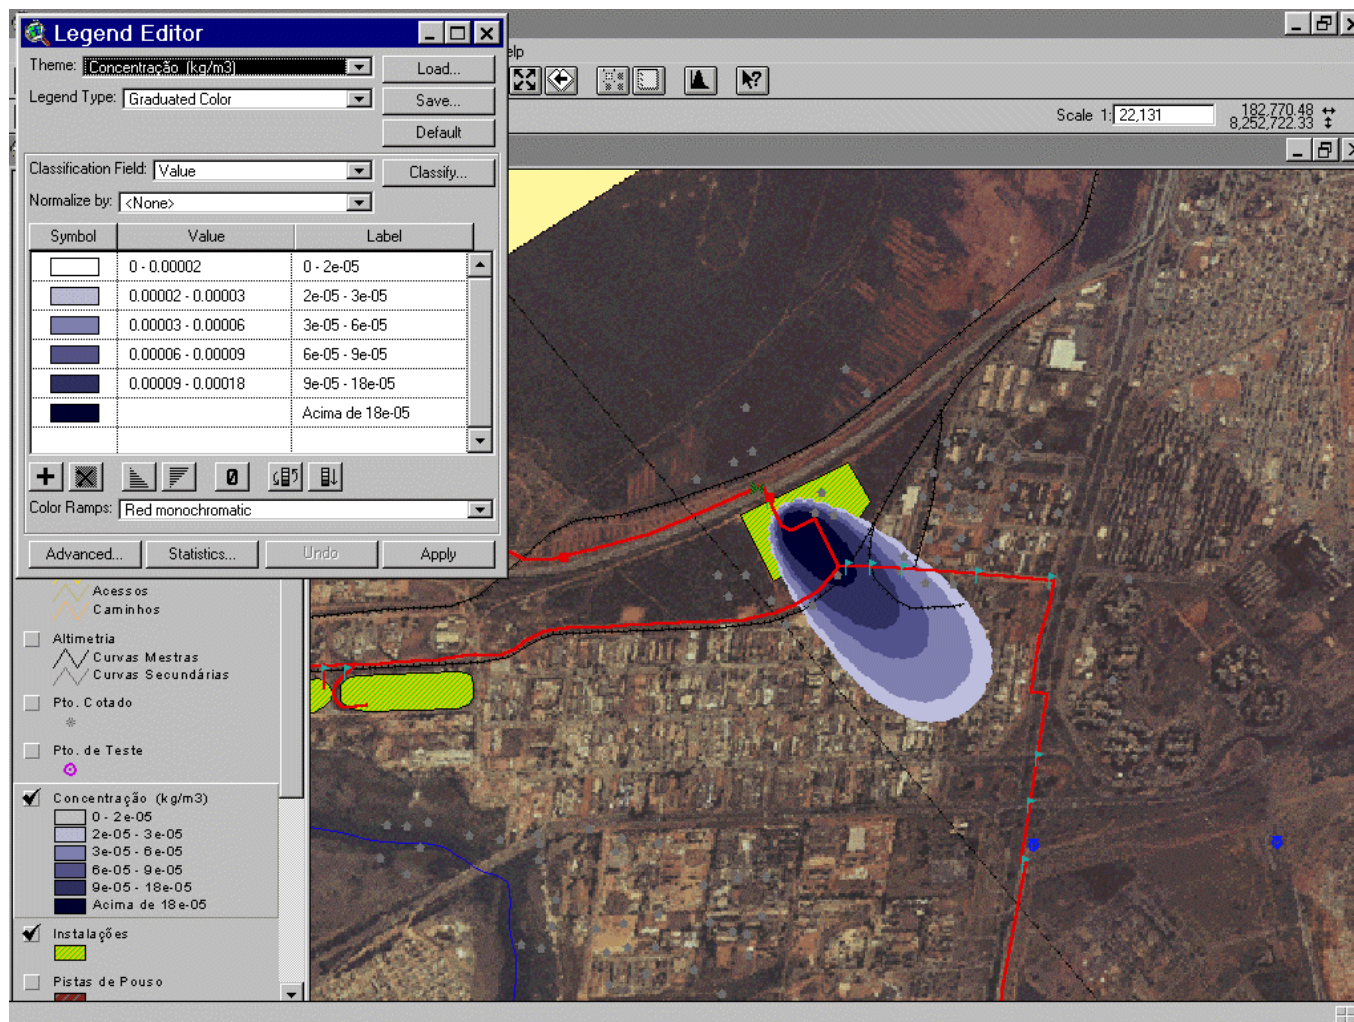 Legend Editor
Theme: Concentração (kg/m3)
Load...
Legend Type: Graduated Color
Save...
Default
Classification Field: Value
Classify...
Normalize by: <None>
Symbol Value Label
0 - 0.00002 0 - 2e-05
0.00002 - 0.00003 2e-05 - 3e-05
0.00003 - 0.00006 3e-05 - 6e-05
0.00006 - 0.00009 6e-05 - 9e-05
0.00009 - 0.00018 9e-05 - 18e-05
Acima de 18e-05
Color Ramps: Red monochromatic
Advanced... Statistics... Undo Apply
elp
Scale 1: 22,131
182,770.48
8,252,722.33
Acessos
Caminhos
Altimetria
Curvas Mestras
Curvas Secundárias
Pto. Cotado
Pto. de Teste
Concentração (kg/m3)
0 - 2e-05
2e-05 - 3e-05
3e-05 - 6e-05
6e-05 - 9e-05
9e-05 - 18e-05
Acima de 18e-05
Instalações
Pistas de Pouso